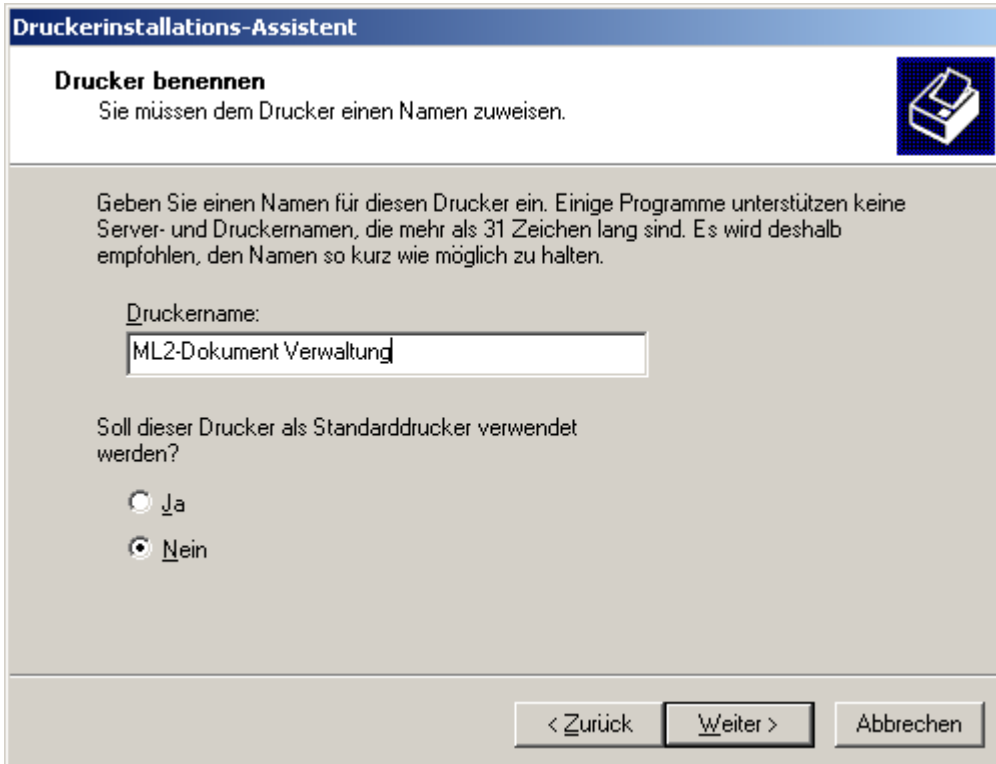 Druckerinstallations-Assistent
Drucker benennen
Sie müssen dem Drucker einen Namen zuweisen.
Geben Sie einen Namen für diesen Drucker ein. Einige Programme unterstützen keine
Server- und Druckernamen, die mehr als 31 Zeichen lang sind. Es wird deshalb
empfohlen, den Namen so kurz wie möglich zu halten.
Druckername:
ML2-Dokument Verwaltung
Soll dieser Drucker als Standarddrucker verwendet
werden?
Ja
Nein
< Zurück Weiter > Abbrechen